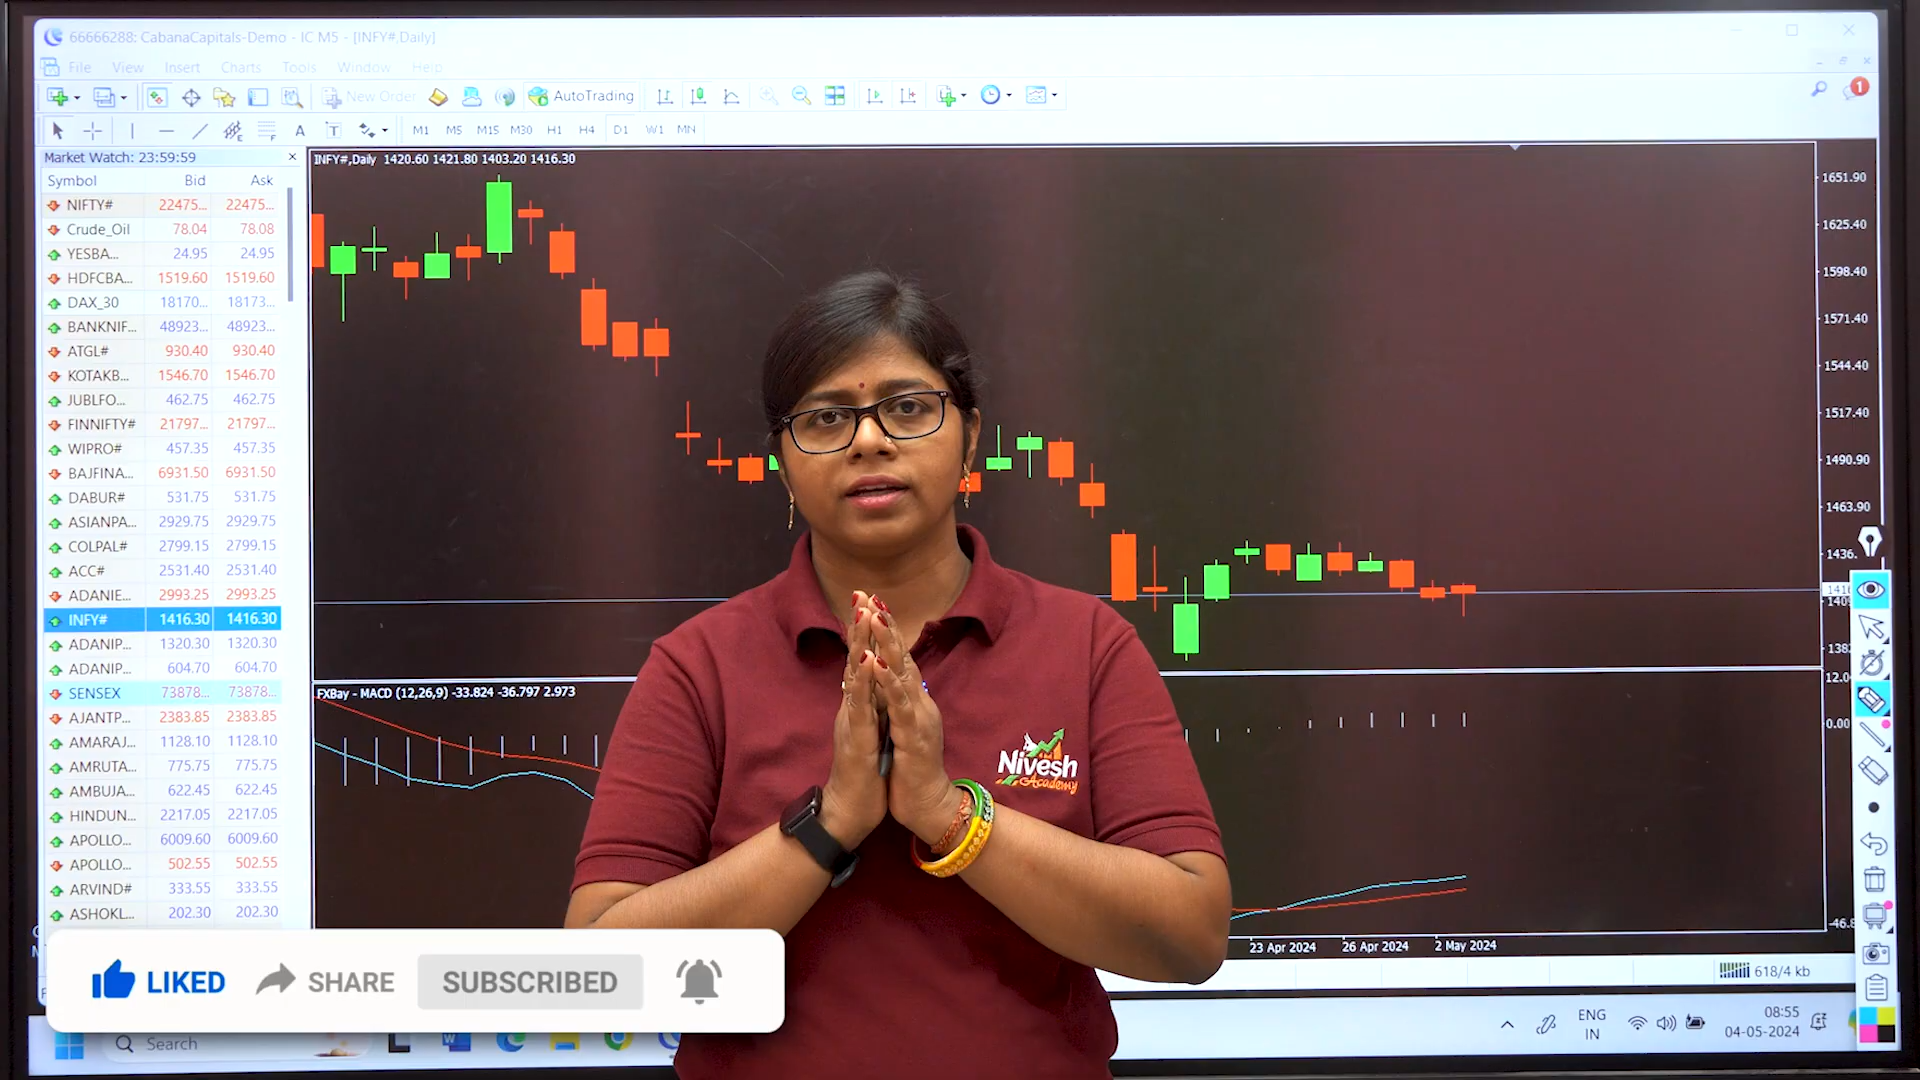 66666288: CabanaCapitals-Demo - IC M5 - [INFY#,Daily]
File View Insert Charts Tools Window Help
New Order AutoTrading
1
A T M1 M5 M15 M30 H1 H4 D1 W1 MN
Market Watch: 23:59:59
Symbol Bid Ask
NIFTY# 22475... 22475...
Crude_Oil 78.04 78.08
YESBA... 24.95 24.95
HDFCBA... 1519.60 1519.60
DAX_30 18170... 18173...
BANKNIF... 48923... 48923...
ATGL# 930.40 930.40
KOTAKB... 1546.70 1546.70
JUBLFO... 462.75 462.75
FINNIFTY# 21797... 21797...
WIPRO# 457.35 457.35
BAJFINA... 6931.50 6931.50
DABUR# 531.75 531.75
ASIANPA... 2929.75 2929.75
COLPAL# 2799.15 2799.15
ACC# 2531.40 2531.40
ADANIE... 2993.25 2993.25
INFY# 1416.30 1416.30
ADANIP... 1320.30 1320.30
ADANIP... 604.70 604.70
SENSEX 73878... 73878...
AJANTP... 2383.85 2383.85
AMARAJ... 1128.10 1128.10
AMRUTA... 775.75 775.75
AMBUJA... 622.45 622.45
HINDUN... 2217.05 2217.05
APOLLO... 6009.60 6009.60
APOLLO... 502.55 502.55
ARVIND# 333.55 333.55
ASHOKL... 202.30 202.30
INFY#,Daily 1420.60 1421.80 1403.20 1416.30
1651.90
1625.40
1598.40
1571.40
1544.40
1517.40
1490.90
1463.90
1436.
1416
138
FXBay - MACD (12,26,9) -33.824 -36.797 2.973
12.0
0.00
-46.8
23 Apr 2024 26 Apr 2024 2 May 2024
Nivesh
Academy
618/4 kb
LIKED SHARE SUBSCRIBED
Search
ENG
IN
08:55
04-05-2024